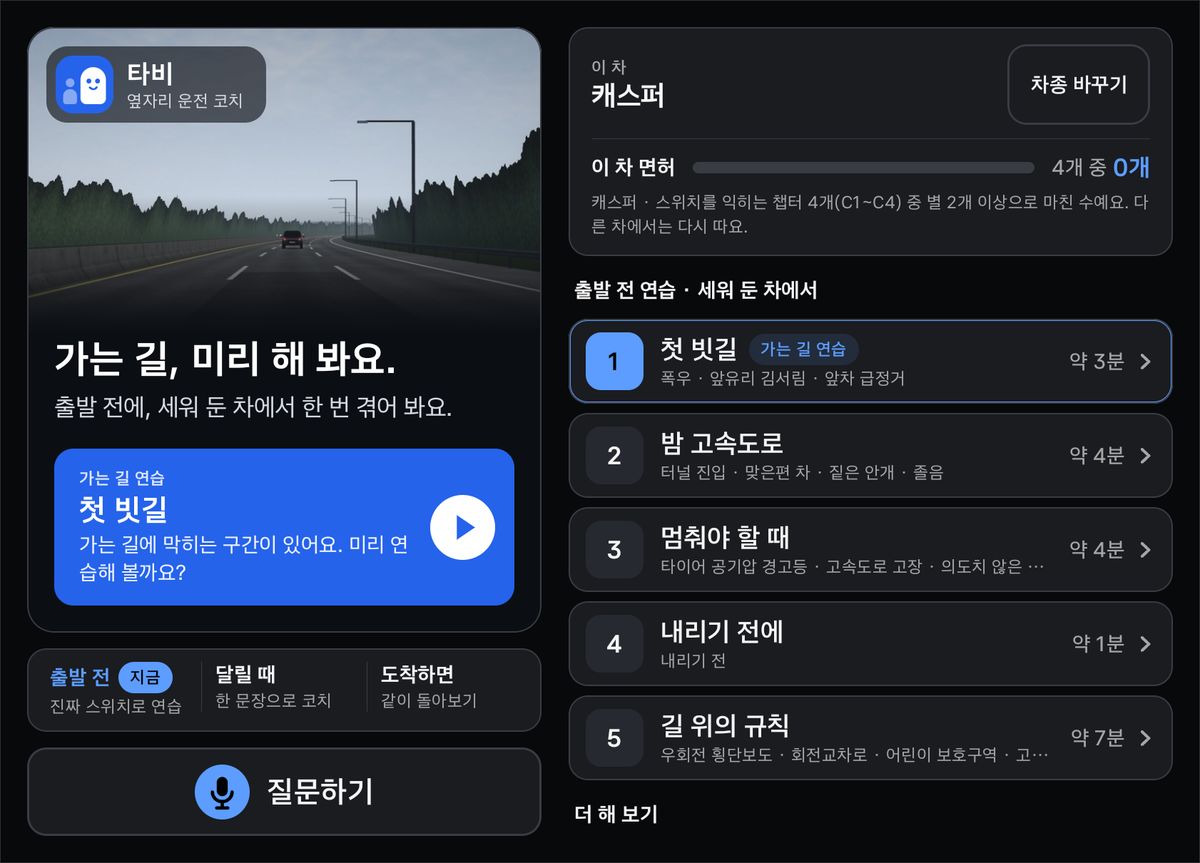 타비
옆자리 운전 코치
가는 길, 미리 해 봐요.
출발 전에, 세워 둔 차에서 한 번 겪어 봐요.
가는 길 연습
첫 빗길
가는 길에 막히는 구간이 있어요. 미리 연
습해 볼까요?
출발 전 지금
진짜 스위치로 연습
달릴 때
한 문장으로 코치
도착하면
같이 돌아보기
질문하기
이 차
캐스퍼
차종 바꾸기
이 차 면허 4개 중 0개
캐스퍼 · 스위치를 익히는 챕터 4개(C1~C4) 중 별 2개 이상으로 마친 수예요. 다
른 차에서는 다시 따요.
출발 전 연습 · 세워 둔 차에서
1 첫 빗길 가는 길 연습
폭우 · 앞유리 김서림 · 앞차 급정거
약 3분
2 밤 고속도로
터널 진입 · 맞은편 차 · 짙은 안개 · 졸음
약 4분
3 멈춰야 할 때
타이어 공기압 경고등 · 고속도로 고장 · 의도치 않은 ⋯
약 4분
4 내리기 전에
내리기 전
약 1분
5 길 위의 규칙
우회전 횡단보도 · 회전교차로 · 어린이 보호구역 · 고⋯
약 7분
더 해 보기